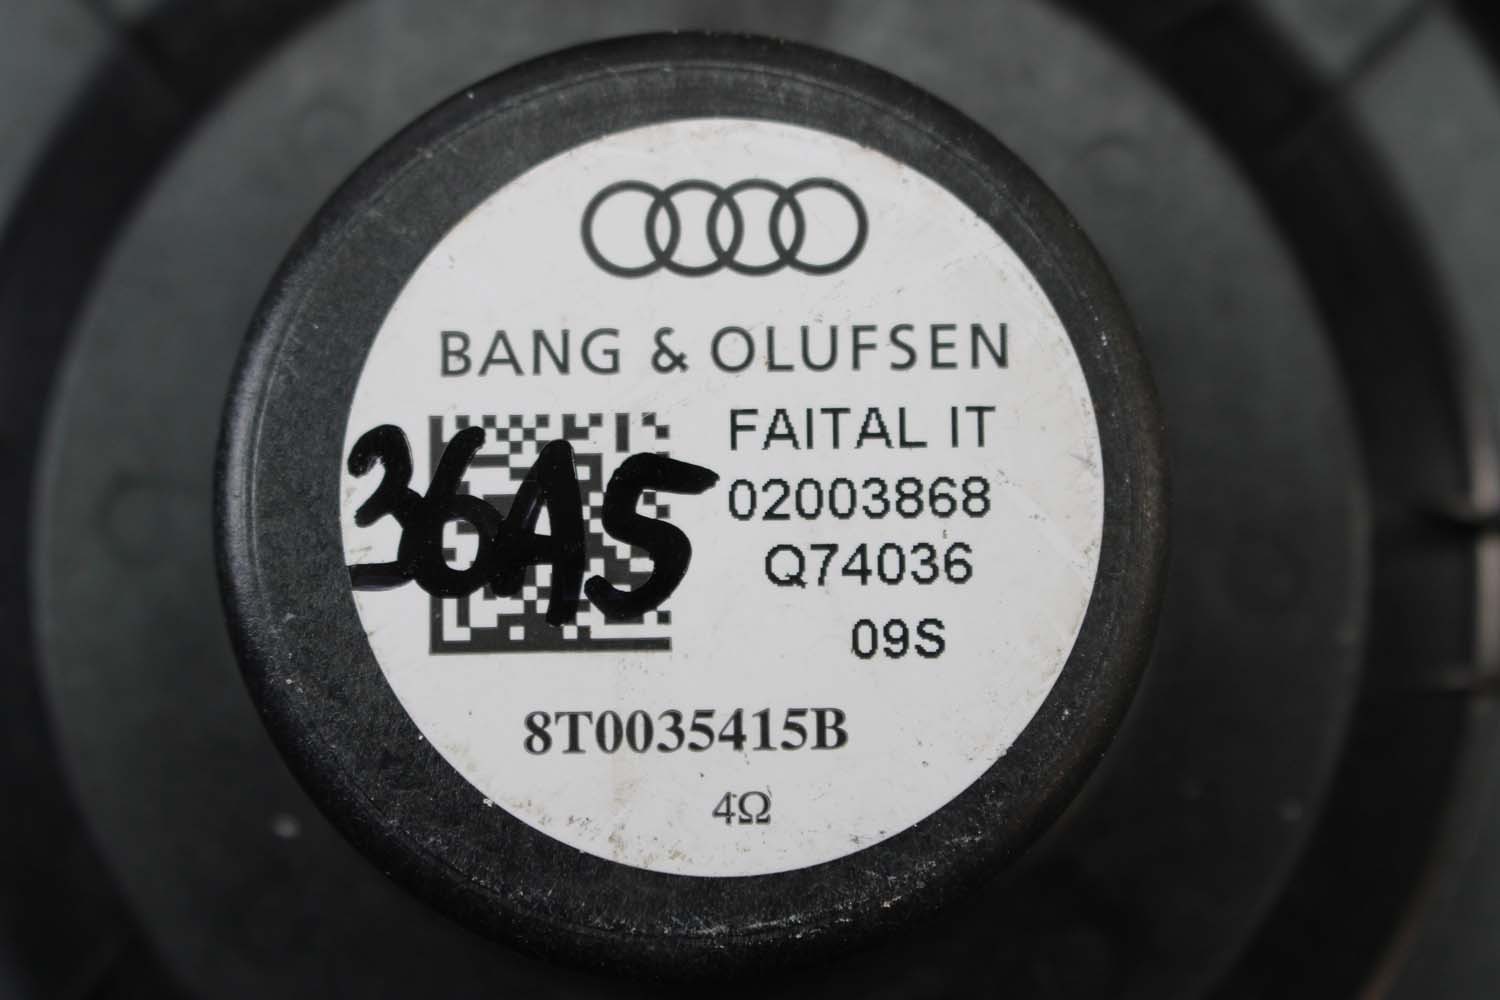 BANG & OLUFSEN
FAITAL IT
36A5
02003868
Q74036
09S
8T0035415B
4Ω